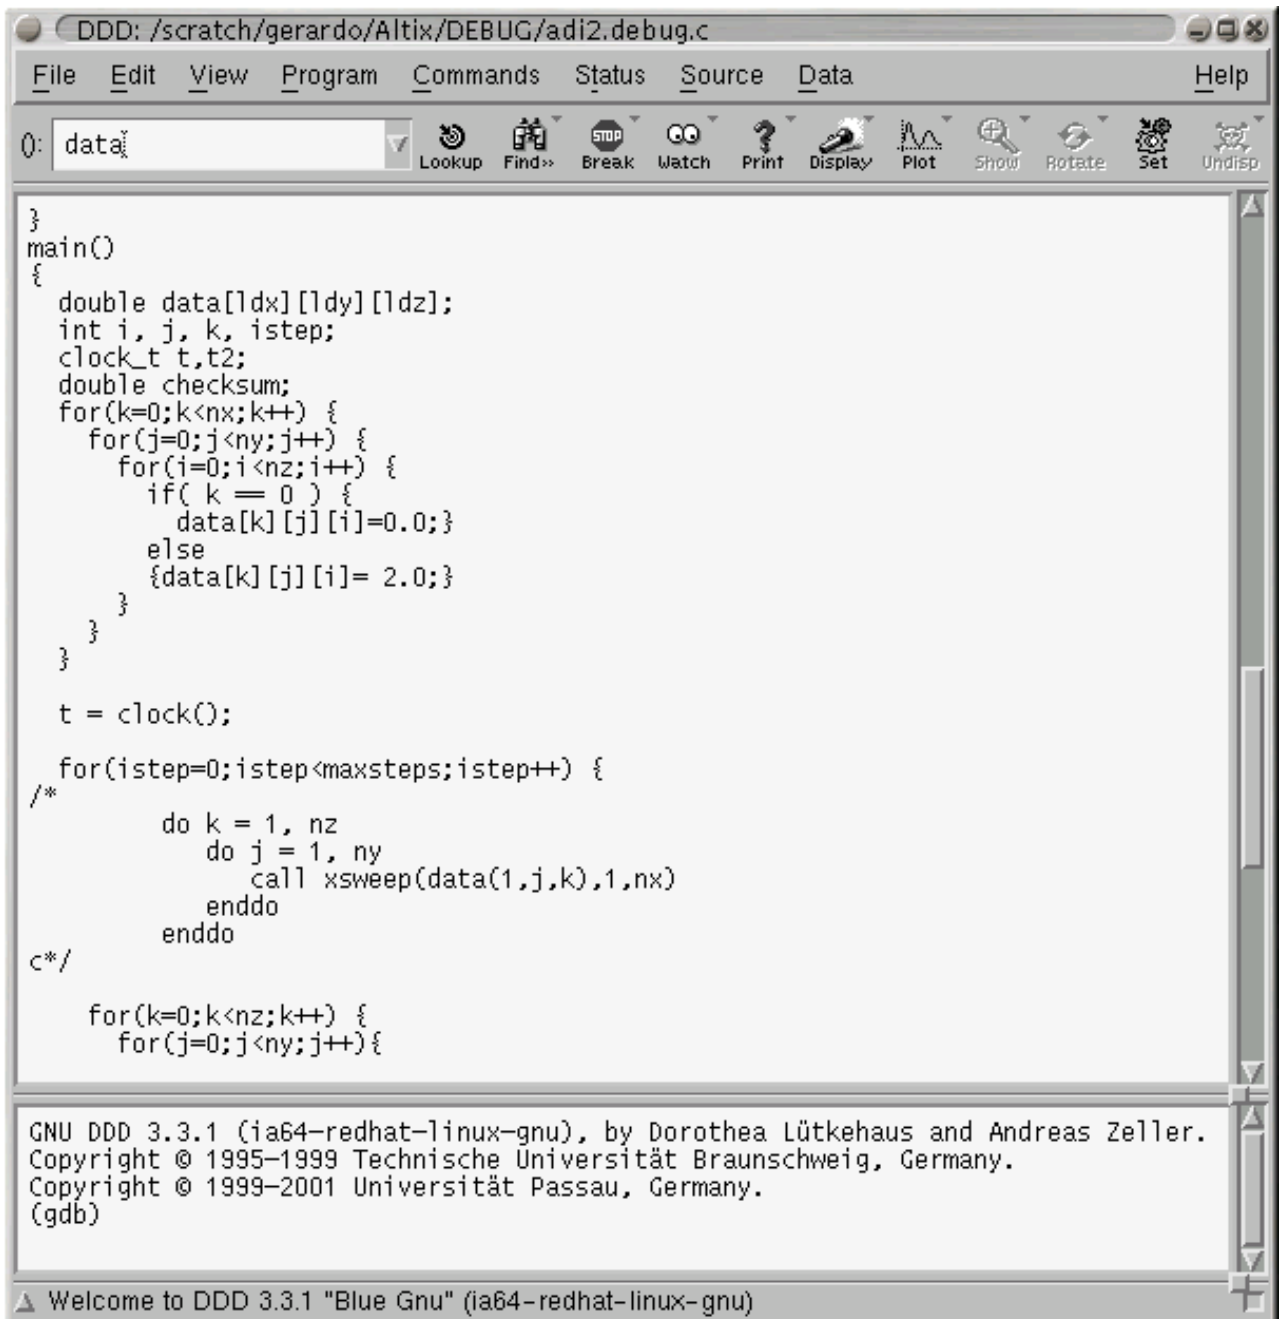 DDD: /scratch/gerardo/Altix/DEBUG/adi2.debug.c
File Edit View Program Commands Status Source Data Help
(): data
Lookup Find» Break Watch Print Display Plot Show Rotate Set Undisp
STOP
}
main()
{
  double data[ldx][ldy][ldz];
  int i, j, k, istep;
  clock_t t,t2;
  double checksum;
  for(k=0;k<nx;k++) {
    for(j=0;j<ny;j++) {
      for(i=0;i<nz;i++) {
        if( k == 0 ) {
          data[k][j][i]=0.0;}
        else
        {data[k][j][i]= 2.0;}
      }
    }
  }
  t = clock();
  for(istep=0;istep<maxsteps;istep++) {
/*
         do k = 1, nz
            do j = 1, ny
               call xsweep(data(1,j,k),1,nx)
            enddo
         enddo
c*/
    for(k=0;k<nz;k++) {
      for(j=0;j<ny;j++){
GNU DDD 3.3.1 (ia64-redhat-linux-gnu), by Dorothea Lütkehaus and Andreas Zeller.
Copyright © 1995-1999 Technische Universität Braunschweig, Germany.
Copyright © 1999-2001 Universität Passau, Germany.
(gdb)
Welcome to DDD 3.3.1 "Blue Gnu" (ia64-redhat-linux-gnu)